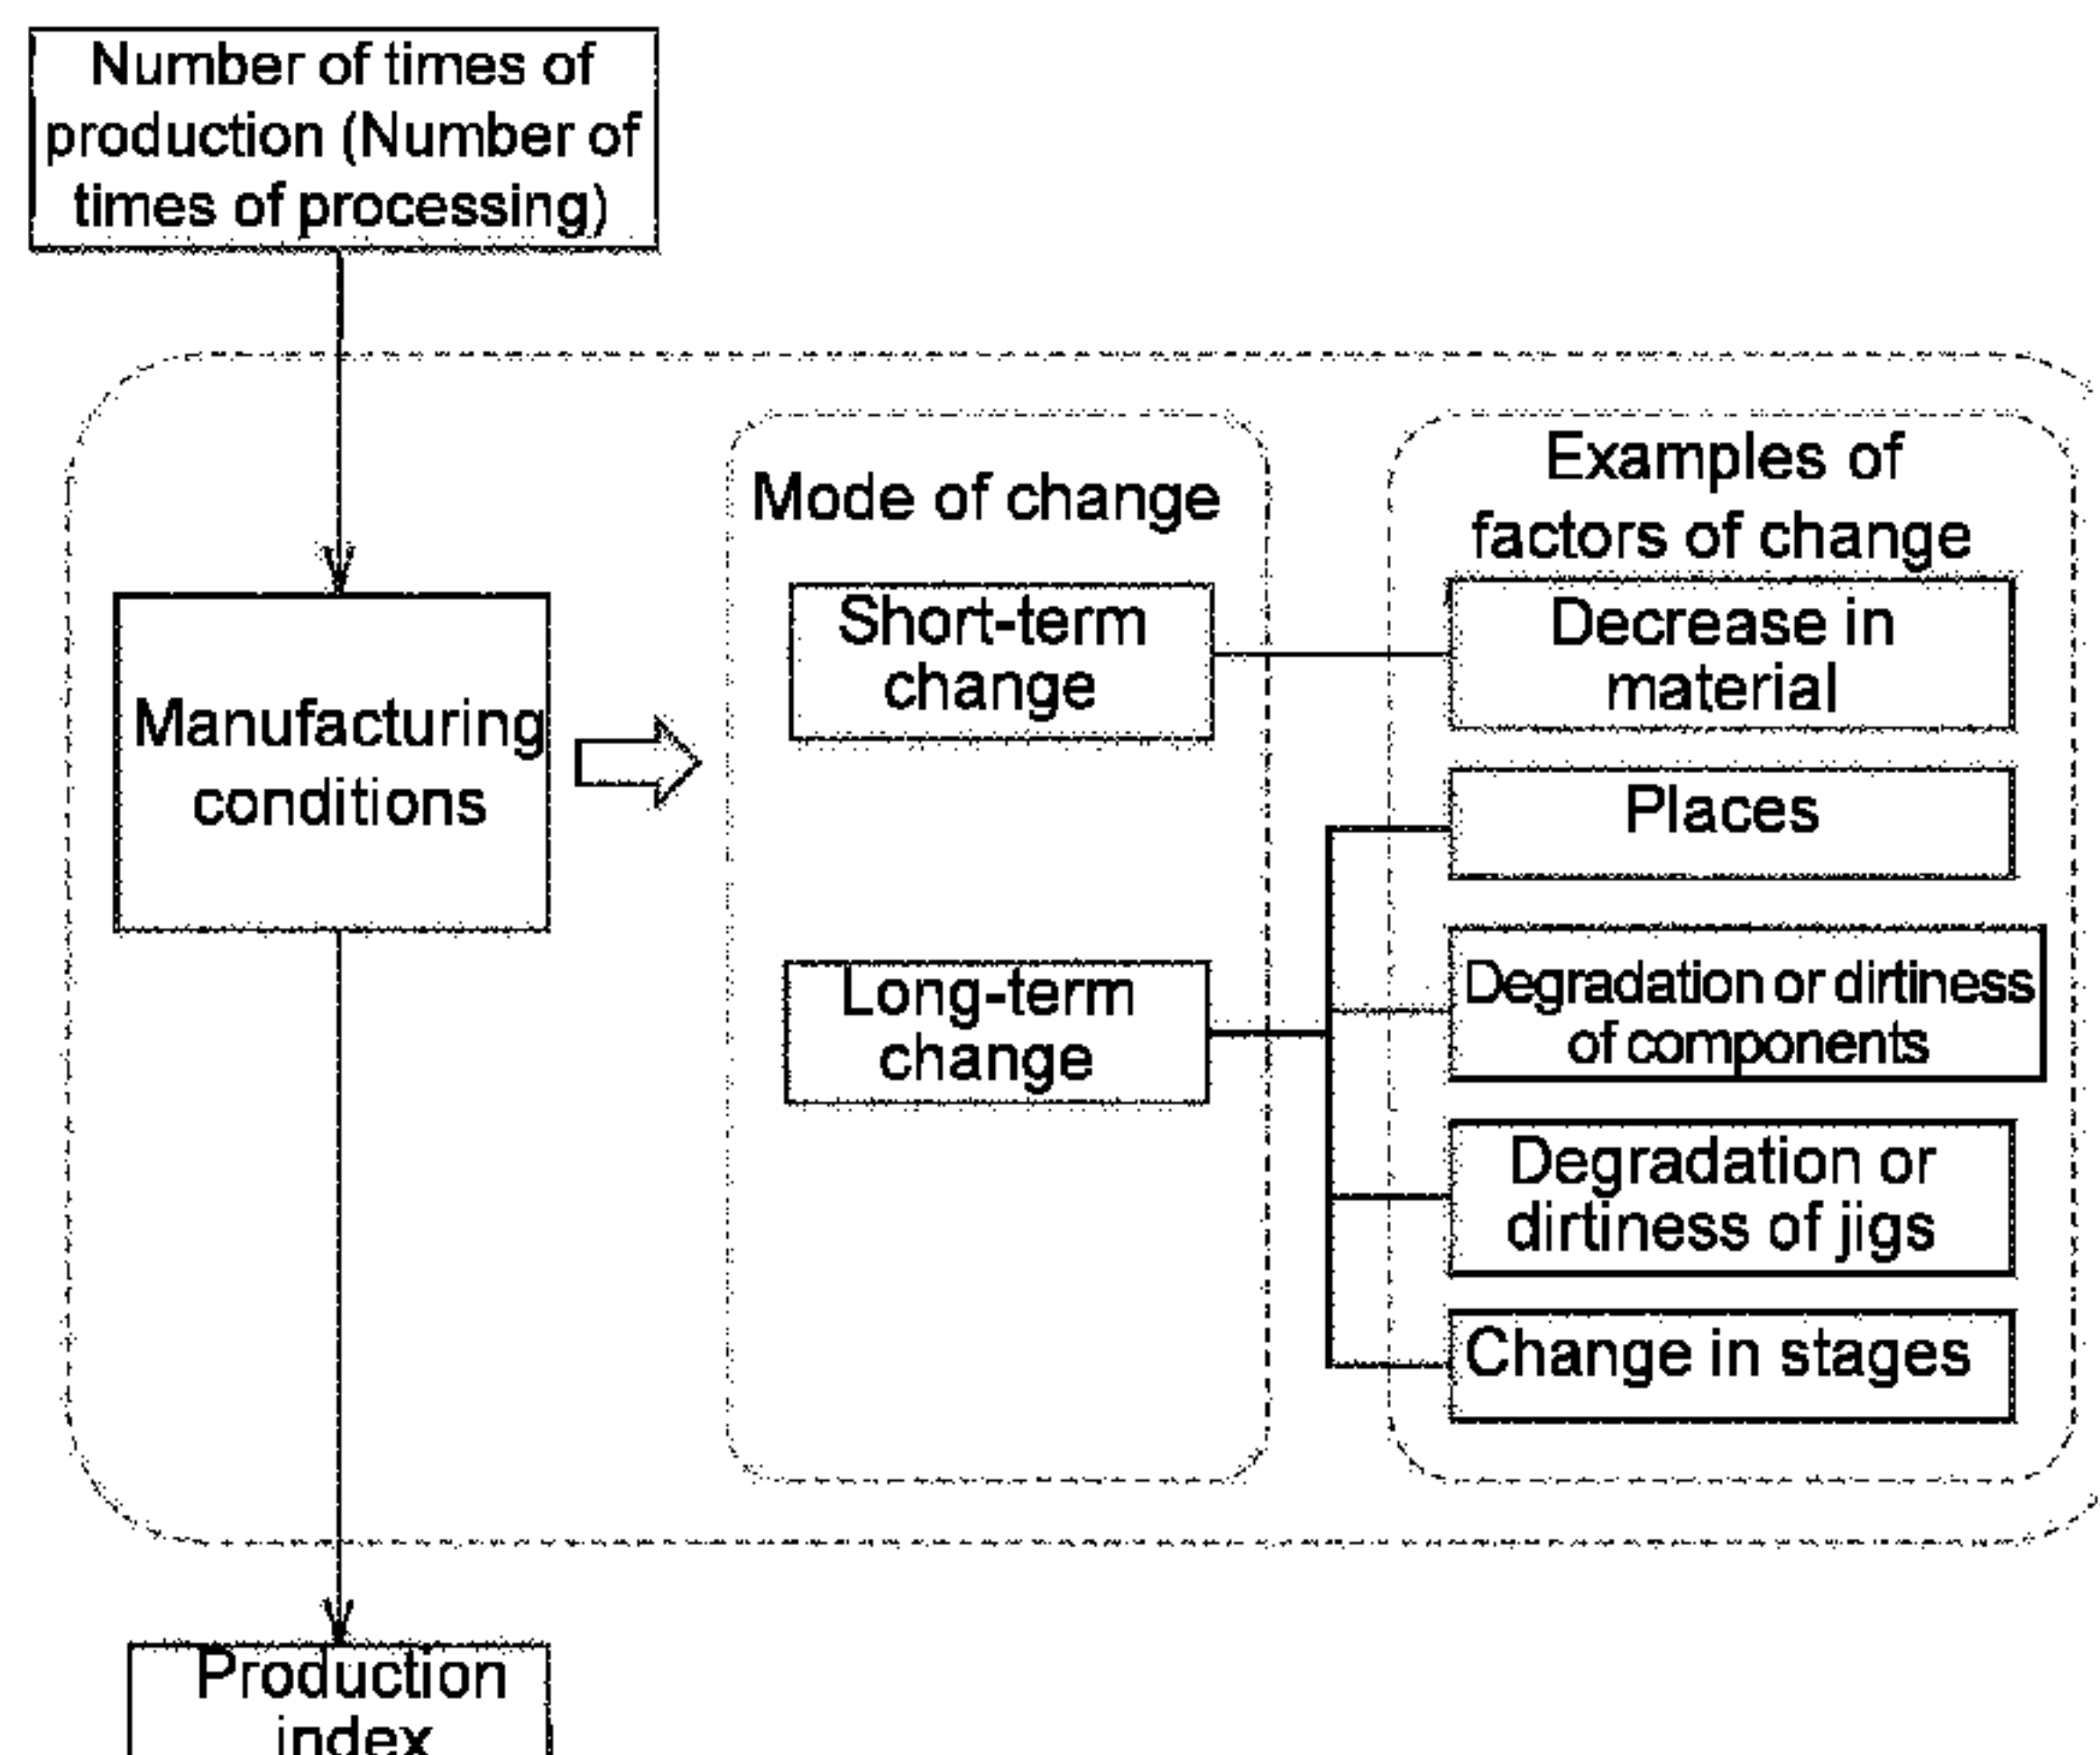 Number of times of
production (Number of
times of processing)
Mode of change
Examples of
factors of change
Short-term
change
Decrease in
material
Manufacturing
conditions
Places
Long-term
change
Degradation or dirtiness
of components
Degradation or
dirtiness of jigs
Change in stages
Production
index